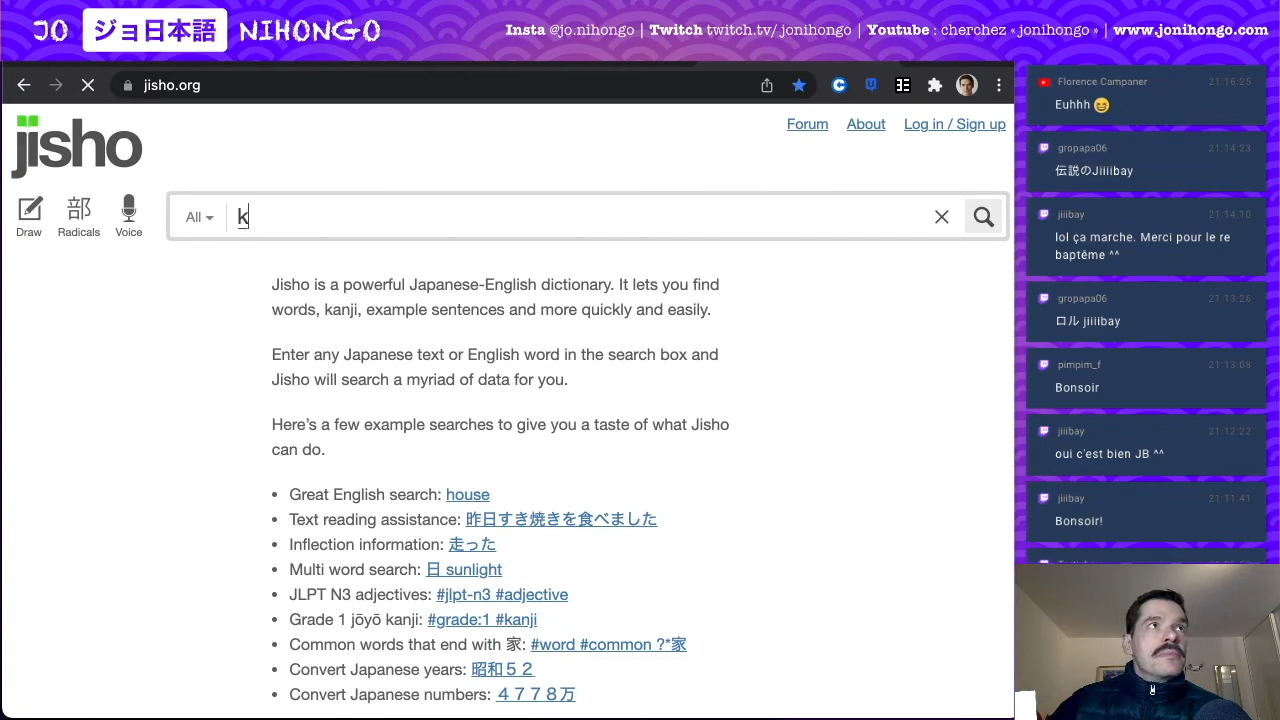 JO ジョ日本語 NIHONGO
Insta @jo.nihongo | Twitch twitch.tv/jonihongo | Youtube : cherchez « jonihongo » | www.jonihongo.com
jisho.org
jisho
Forum About Log in / Sign up
部
Draw Radicals Voice
All k
Jisho is a powerful Japanese-English dictionary. It lets you find
words, kanji, example sentences and more quickly and easily.
Enter any Japanese text or English word in the search box and
Jisho will search a myriad of data for you.
Here’s a few example searches to give you a taste of what Jisho
can do.
• Great English search: house
• Text reading assistance: 昨日すき焼きを食べました
• Inflection information: 走った
• Multi word search: 日 sunlight
• JLPT N3 adjectives: #jlpt-n3 #adjective
• Grade 1 jōyō kanji: #grade:1 #kanji
• Common words that end with 家: #word #common ?*家
• Convert Japanese years: 昭和５２
• Convert Japanese numbers: ４７７８万
Florence Campaner 21:16:25
Euhhh 😄
gropapa06 21:14:23
伝説のJiiiibay
jiiibay 21:14:10
lol ça marche. Merci pour le re
baptême ^^
gropapa06 21:13:26
ロル jiiiibay
pimpim_f 21:13:08
Bonsoir
jiiibay 21:12:22
oui c'est bien JB ^^
jiiibay 21:11:41
Bonsoir!